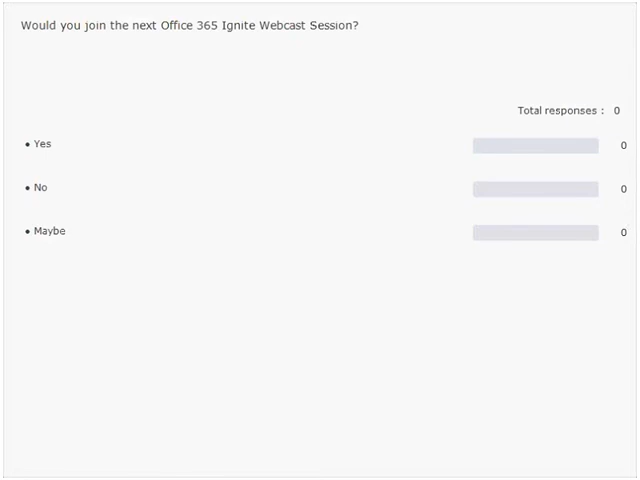 Would you join the next Office 365 Ignite Webcast Session?
Total responses : 0
• Yes 0
• No 0
• Maybe 0